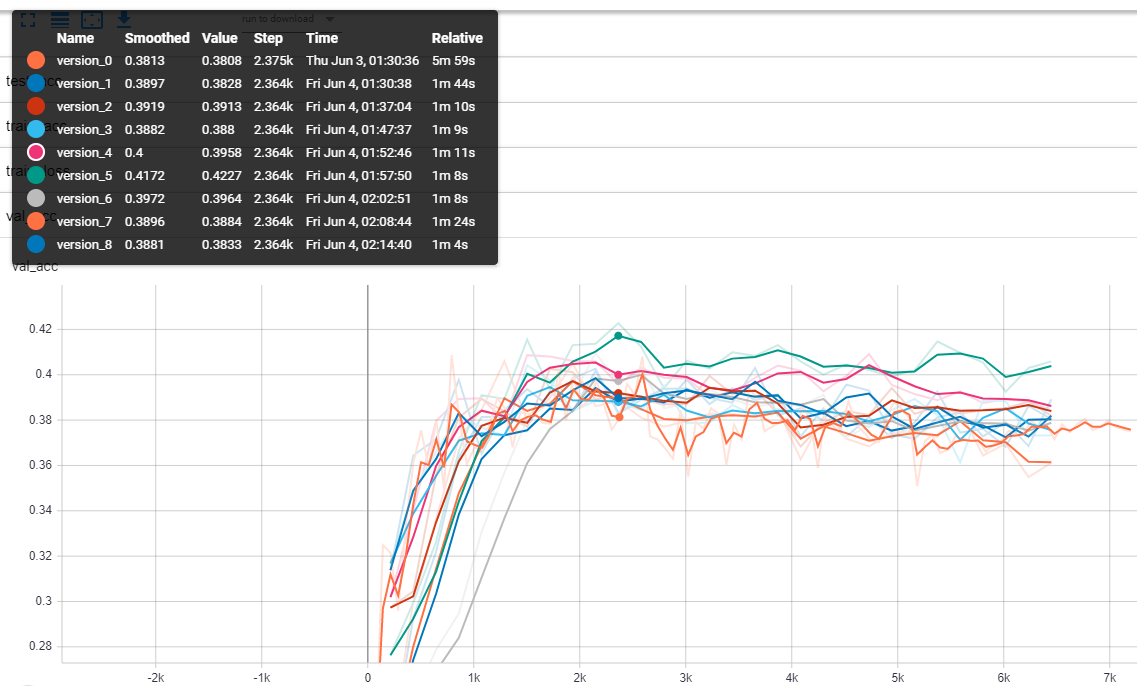 run to download
Name Smoothed Value Step Time Relative
version_0 0.3813 0.3808 2.375k Thu Jun 3, 01:30:36 5m 59s
version_1 0.3897 0.3828 2.364k Fri Jun 4, 01:30:38 1m 44s
version_2 0.3919 0.3913 2.364k Fri Jun 4, 01:37:04 1m 10s
version_3 0.3882 0.388 2.364k Fri Jun 4, 01:47:37 1m 9s
version_4 0.4 0.3958 2.364k Fri Jun 4, 01:52:46 1m 11s
version_5 0.4172 0.4227 2.364k Fri Jun 4, 01:57:50 1m 8s
version_6 0.3972 0.3964 2.364k Fri Jun 4, 02:02:51 1m 8s
version_7 0.3896 0.3884 2.364k Fri Jun 4, 02:08:44 1m 24s
version_8 0.3881 0.3833 2.364k Fri Jun 4, 02:14:40 1m 4s
val_acc
0.42
0.4
0.38
0.36
0.34
0.32
0.3
0.28
-2k -1k 0 1k 2k 3k 4k 5k 6k 7k